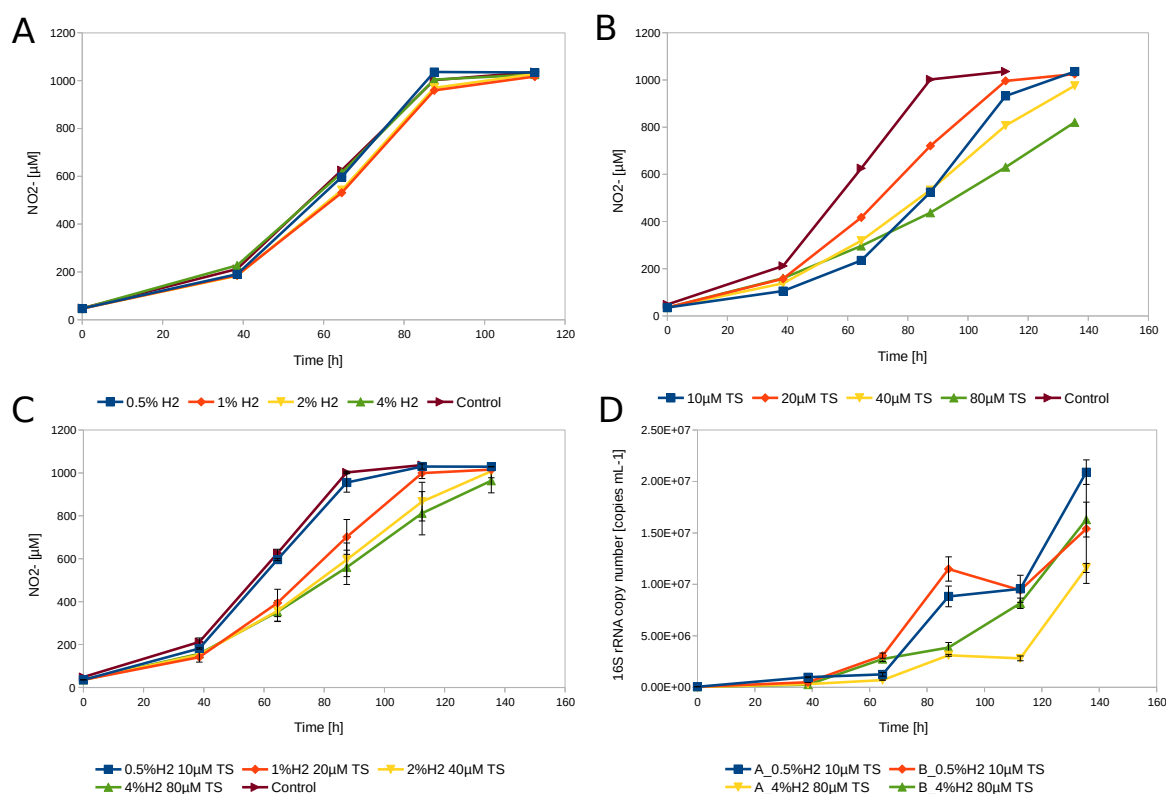 A
1200
1000
800
600
400
200
0
NO2- [µM]
0 20 40 60 80 100 120
Time [h]
0.5% H2 1% H2 2% H2 4% H2 Control
B
1200
1000
800
600
400
200
0
NO2- [µM]
0 20 40 60 80 100 120 140 160
Time [h]
10µM TS 20µM TS 40µM TS 80µM TS Control
C
1200
1000
800
600
400
200
0
NO2- [µM]
0 20 40 60 80 100 120 140 160
Time [h]
0.5%H2 10µM TS 1%H2 20µM TS 2%H2 40µM TS
4%H2 80µM TS Control
D
2.50E+07
2.00E+07
1.50E+07
1.00E+07
5.00E+06
0.00E+00
16S rRNA copy number [copies mL-1]
0 20 40 60 80 100 120 140 160
Time [h]
A_0.5%H2 10µM TS B_0.5%H2 10µM TS
A_4%H2 80µM TS B_4%H2 80µM TS